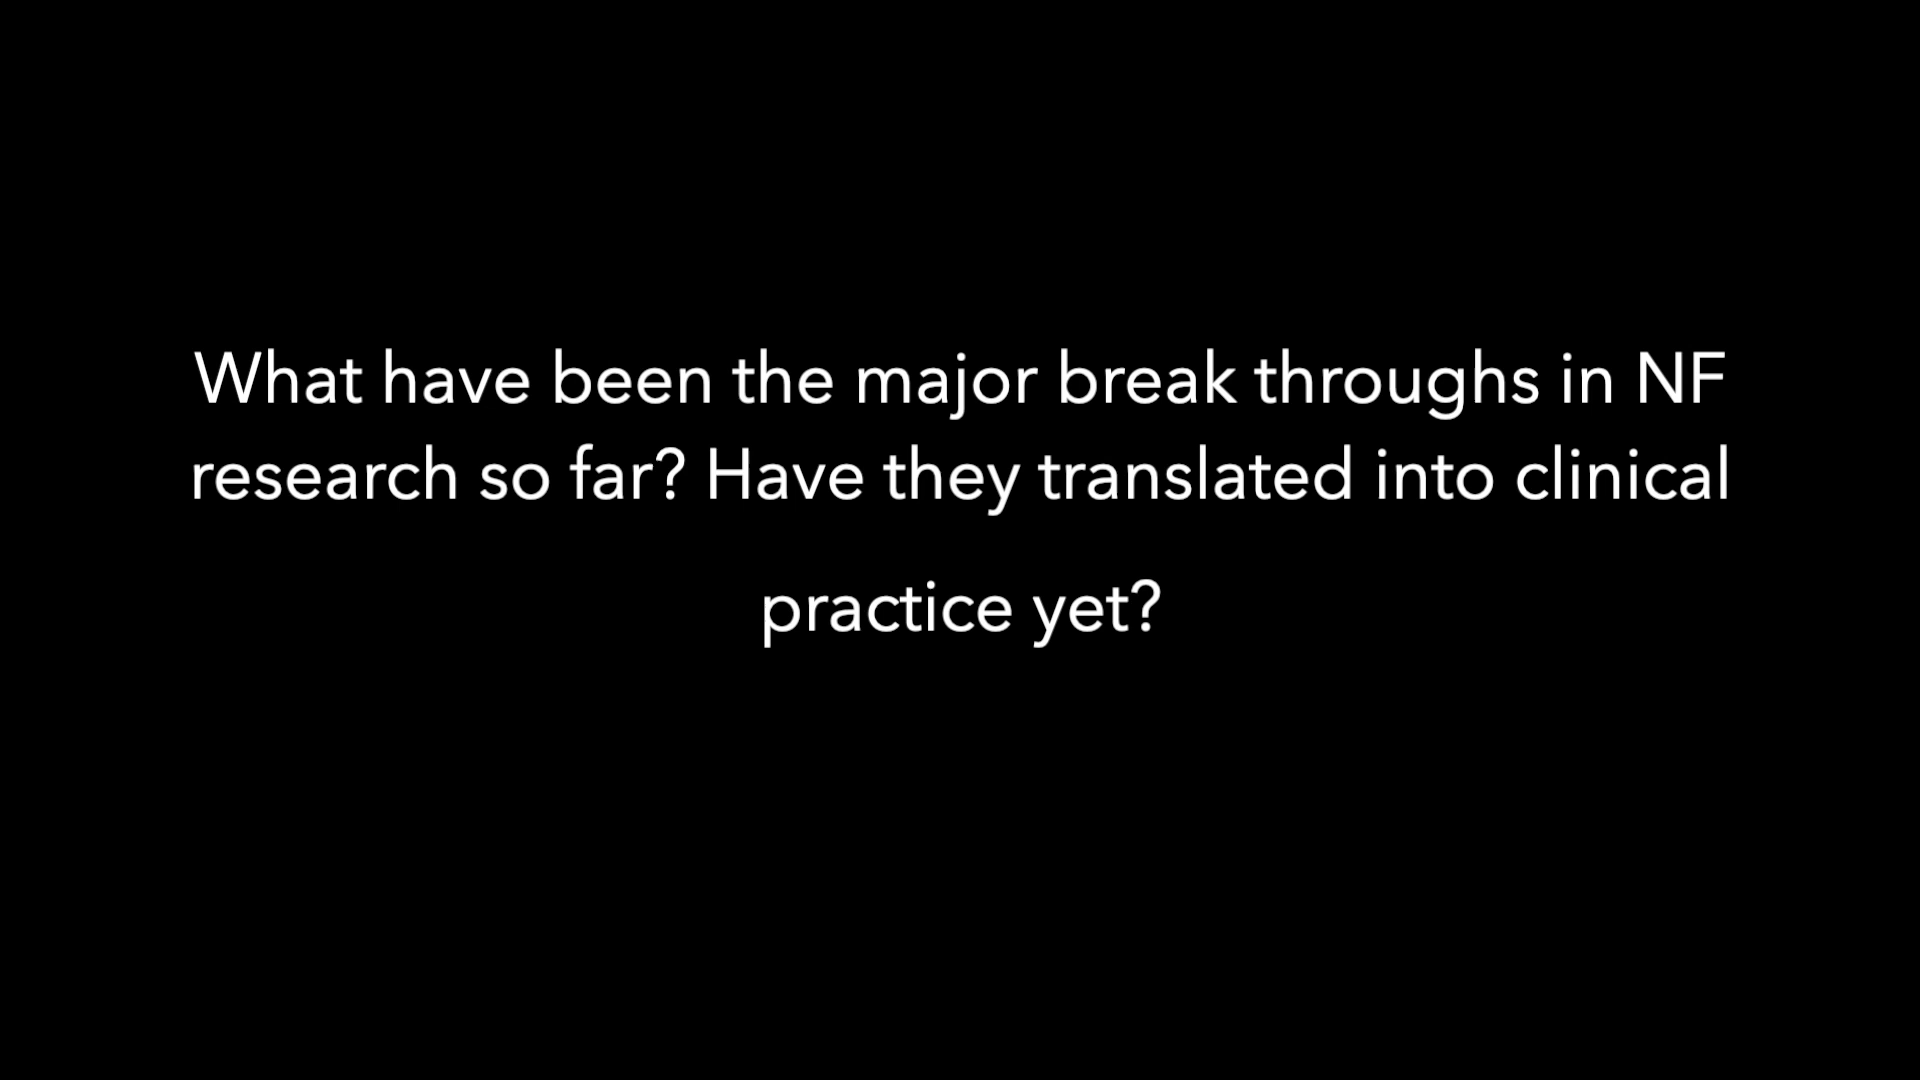 What have been the major break throughs in NF
research so far? Have they translated into clinical
practice yet?